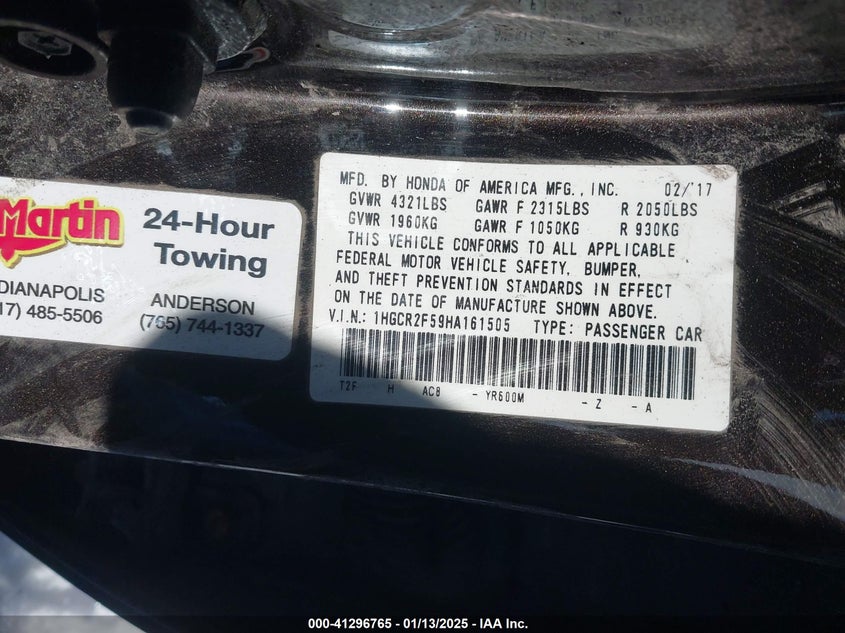 Martin
24-Hour
Towing
DIANAPOLIS
17) 485-5506
ANDERSON
(765) 744-1337
MFD. BY HONDA OF AMERICA MFG., INC. 02/'17
GVWR 4321LBS GAWR F 2315LBS R 2050LBS
GVWR 1960KG GAWR F 1050KG R 930KG
THIS VEHICLE CONFORMS TO ALL APPLICABLE
FEDERAL MOTOR VEHICLE SAFETY, BUMPER,
AND THEFT PREVENTION STANDARDS IN EFFECT
ON THE DATE OF MANUFACTURE SHOWN ABOVE.
V.I.N.: 1HGCR2F59HA161505 TYPE: PASSENGER CAR
T2F H AC8 - YR600M - Z - A
000-41296765 — 01/13/2025 — IAA Inc.